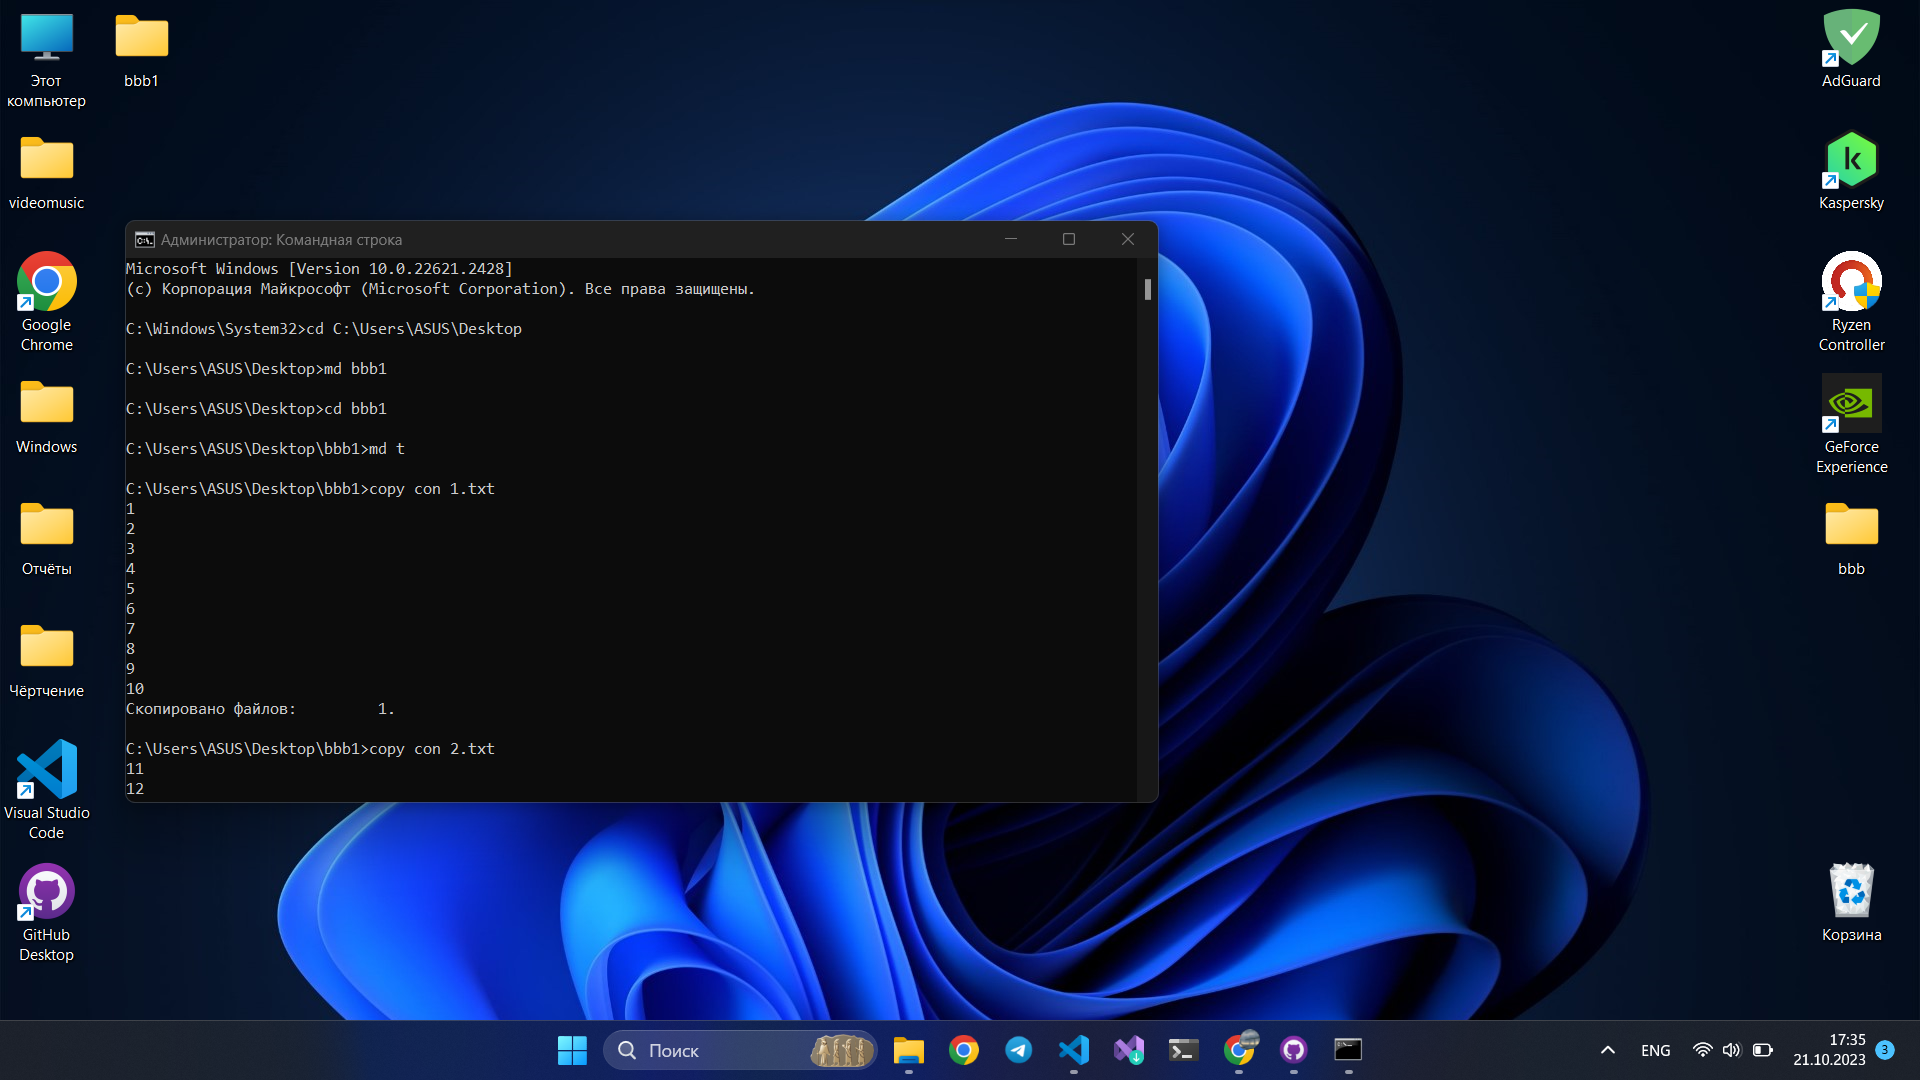 Этот
компьютер
bbb1
videomusic
Google
Chrome
Windows
Отчёты
Чёртчение
Visual Studio
Code
GitHub
Desktop
Администратор: Командная строка
Microsoft Windows [Version 10.0.22621.2428]
(c) Корпорация Майкрософт (Microsoft Corporation). Все права защищены.
C:\Windows\System32>cd C:\Users\ASUS\Desktop
C:\Users\ASUS\Desktop>md bbb1
C:\Users\ASUS\Desktop>cd bbb1
C:\Users\ASUS\Desktop\bbb1>md t
C:\Users\ASUS\Desktop\bbb1>copy con 1.txt
1
2
3
4
5
6
7
8
9
10
Скопировано файлов:         1.
C:\Users\ASUS\Desktop\bbb1>copy con 2.txt
11
12
AdGuard
Kaspersky
Ryzen
Controller
GeForce
Experience
bbb
Корзина
Поиск
ENG
17:35
21.10.2023
3